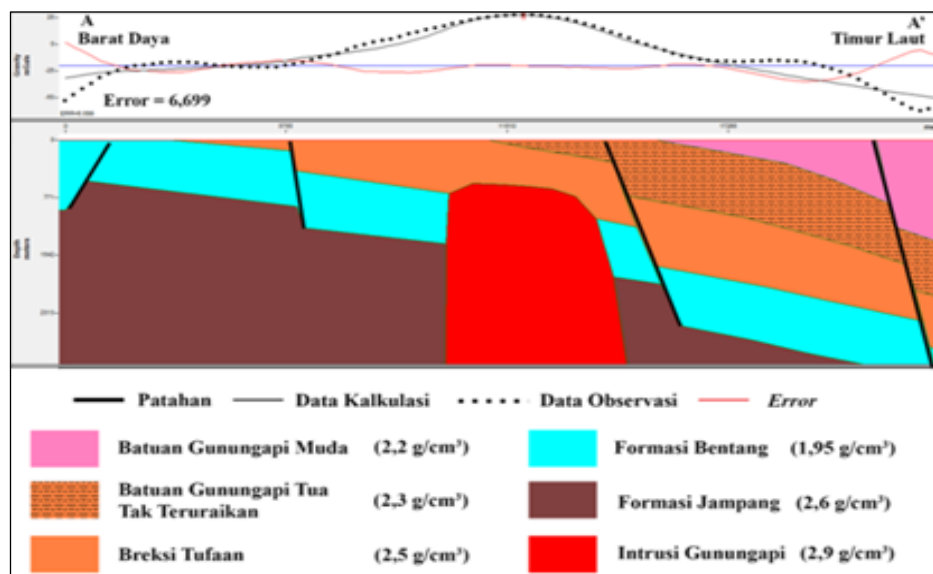 A A'
Barat Daya Timur Laut
Error = 6,699
Depth
meters
Patahan Data Kalkulasi Data Observasi Error
Batuan Gunungapi Muda (2,2 g/cm³) Formasi Bentang (1,95 g/cm³)
Batuan Gunungapi Tua
Tak Teruraikan (2,3 g/cm³) Formasi Jampang (2,6 g/cm³)
Breksi Tufaan (2,5 g/cm³) Intrusi Gunungapi (2,9 g/cm³)